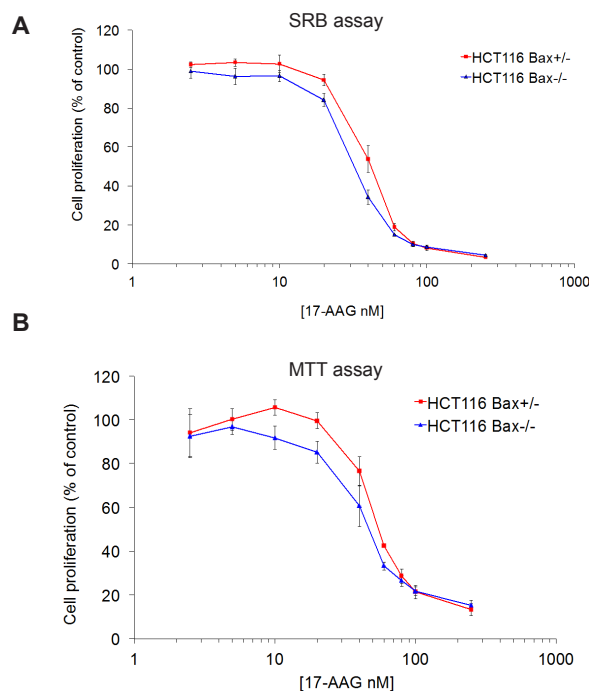 A
SRB assay
Cell proliferation (% of control)
120
100
80
60
40
20
0
HCT116 Bax+/-
HCT116 Bax-/-
1
10
100
1000
[17-AAG nM]
B
MTT assay
Cell proliferation (% of control)
120
100
80
60
40
20
0
HCT116 Bax+/-
HCT116 Bax-/-
1
10
100
1000
[17-AAG nM]